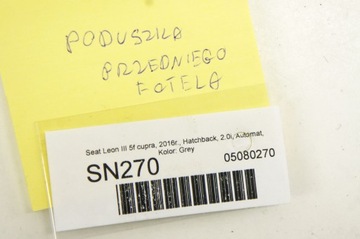 PODUSZKA
PRZEDNIEGO
FOTELA
Seat Leon III 5f cupra, 2016r., Hatchback, 2.0i, Automat,
Kolor: Grey
SN270
05080270